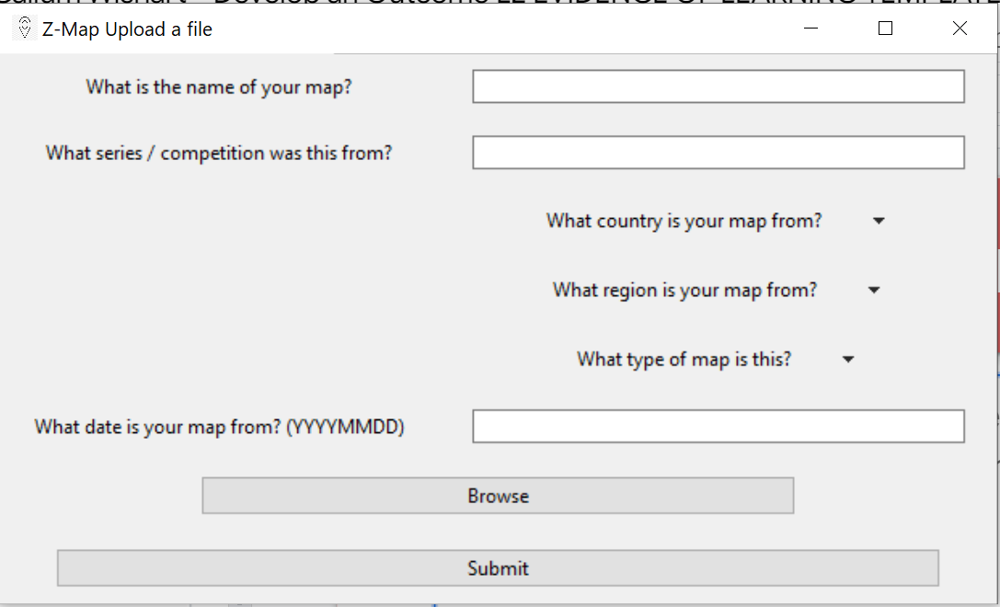 Z-Map Upload a file
What is the name of your map?
What series / competition was this from?
What country is your map from?
What region is your map from?
What type of map is this?
What date is your map from? (YYYYMMDD)
Browse
Submit